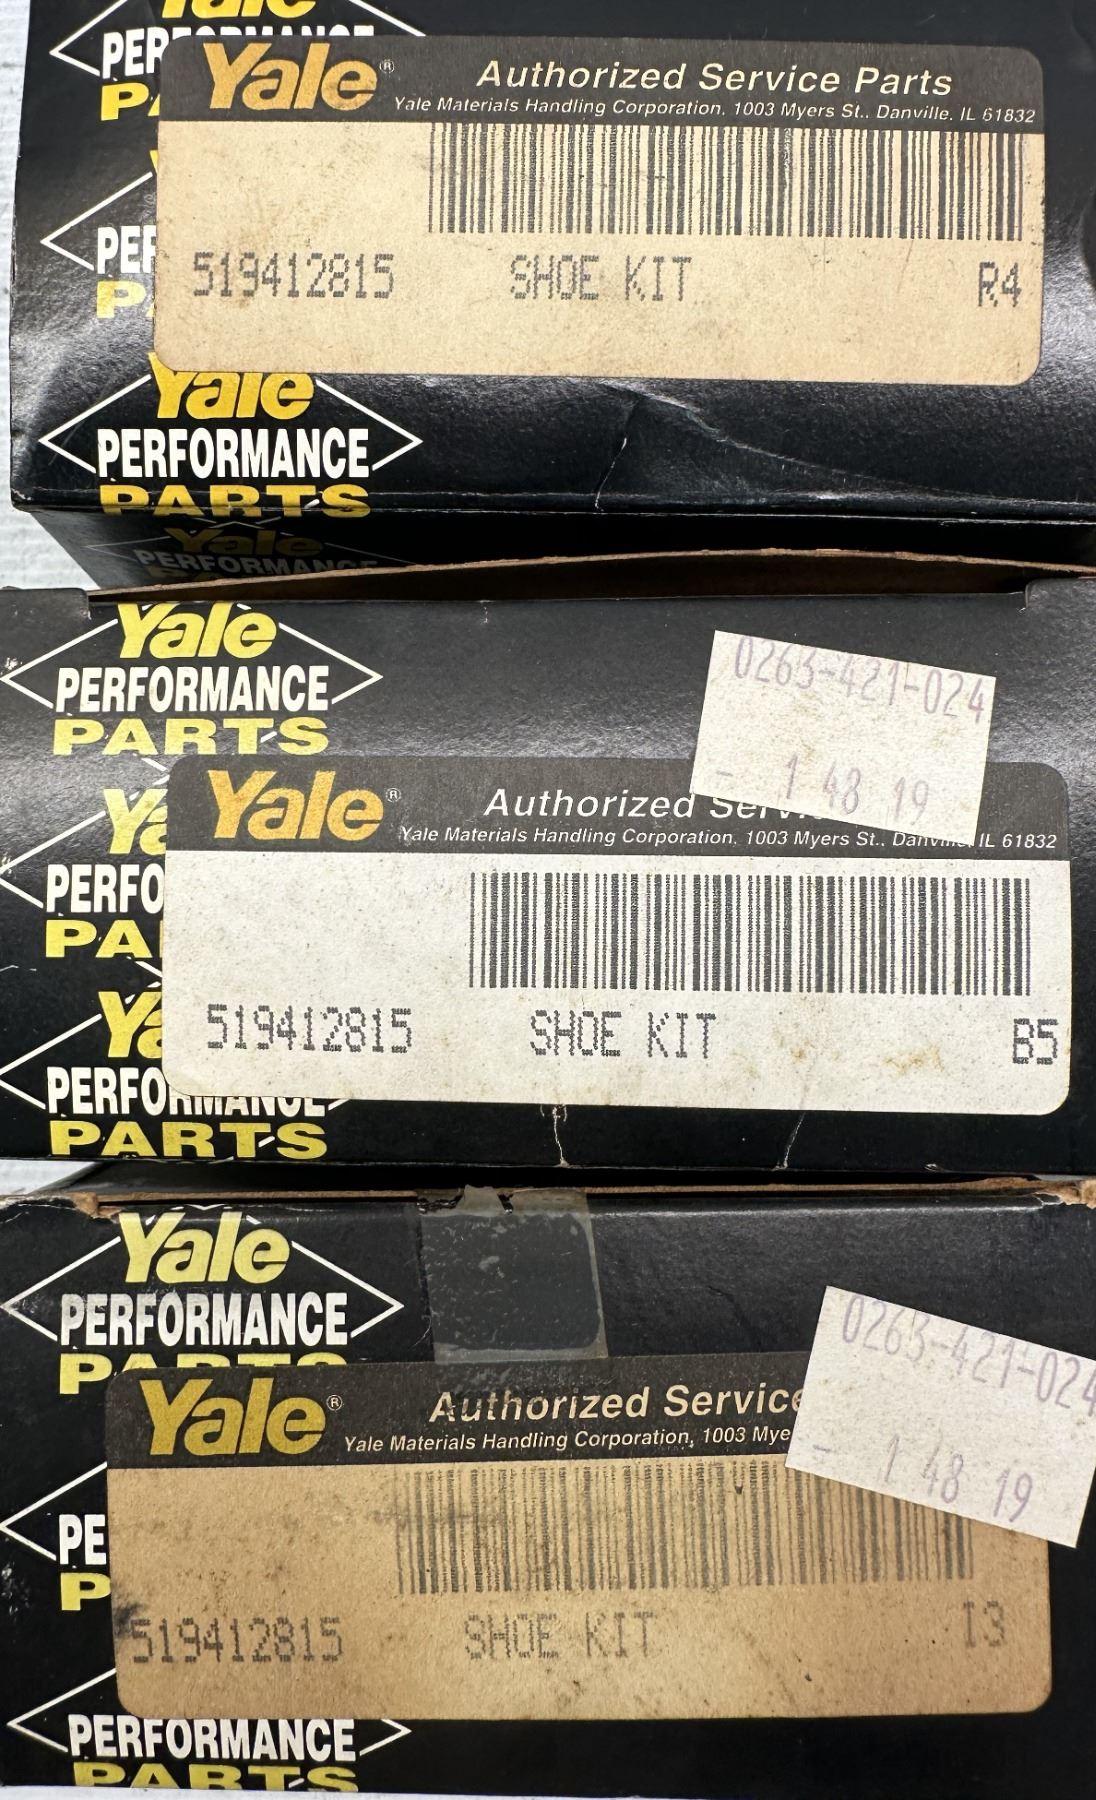 Yale
PERFORMANCE
Yale® Authorized Service Parts
Yale Materials Handling Corporation. 1003 Myers St.. Danville. IL 61832
519412815 SHOE KIT R4
Yale
PERFORMANCE
PARTS
Yale
PERFORMANCE
Yale
PERFORMANCE
PARTS
0263-421-024
- 1 48 19
Yale® Authorized
Yale Materials Handling Corporation. 1003 Myers St.. Danville, IL 61832
519412815 SHOE KIT B5
PARTS
Yale
PERFORMANCE
PARTS
0263-421-024
- 1 48 19
Yale® Authorized Service
Yale Materials Handling Corporation, 1003
519412815 SHOE KIT I3
PERFORMANCE
PARTS